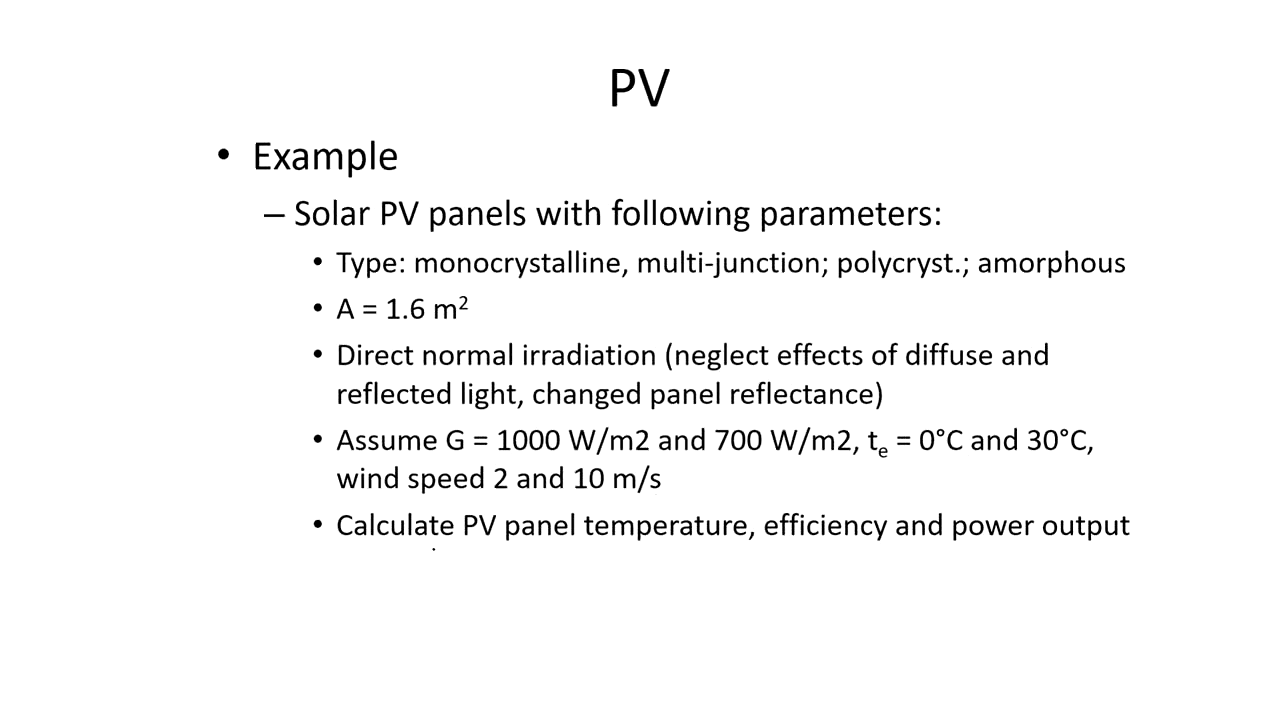 PV
• Example
– Solar PV panels with following parameters:
• Type: monocrystalline, multi-junction; polycryst.; amorphous
• A = 1.6 m²
• Direct normal irradiation (neglect effects of diffuse and
reflected light, changed panel reflectance)
• Assume G = 1000 W/m2 and 700 W/m2, tₑ = 0°C and 30°C,
wind speed 2 and 10 m/s
• Calculate PV panel temperature, efficiency and power output